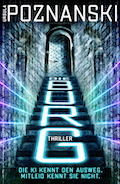 URSULA
POZNANSKI
DIE
BURG
THRILLER
DIE KI KENNT DEN AUSWEG.
MITLEID KENNT SIE NICHT.